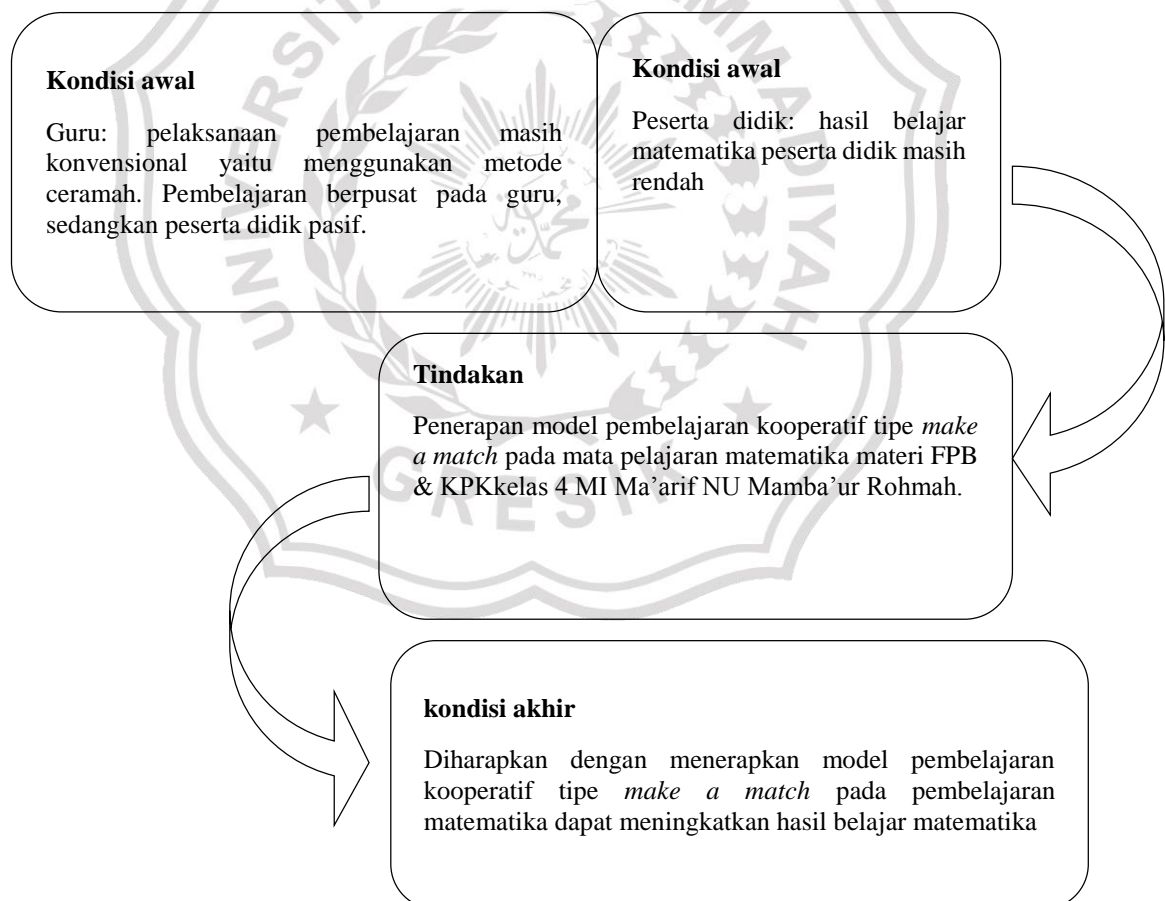 UNIVERSITAS MUHAMMADIYAH
Kondisi awal
Guru: pelaksanaan pembelajaran masih
konvensional yaitu menggunakan metode
ceramah. Pembelajaran berpusat pada guru,
sedangkan peserta didik pasif.
Kondisi awal
Peserta didik: hasil belajar
matematika peserta didik masih
rendah
Tindakan
Penerapan model pembelajaran kooperatif tipe make
a match pada mata pelajaran matematika materi FPB
& KPKkelas 4 MI Ma’arif NU Mamba’ur Rohmah.
GRESIK
kondisi akhir
Diharapkan dengan menerapkan model pembelajaran
kooperatif tipe make a match pada pembelajaran
matematika dapat meningkatkan hasil belajar matematika